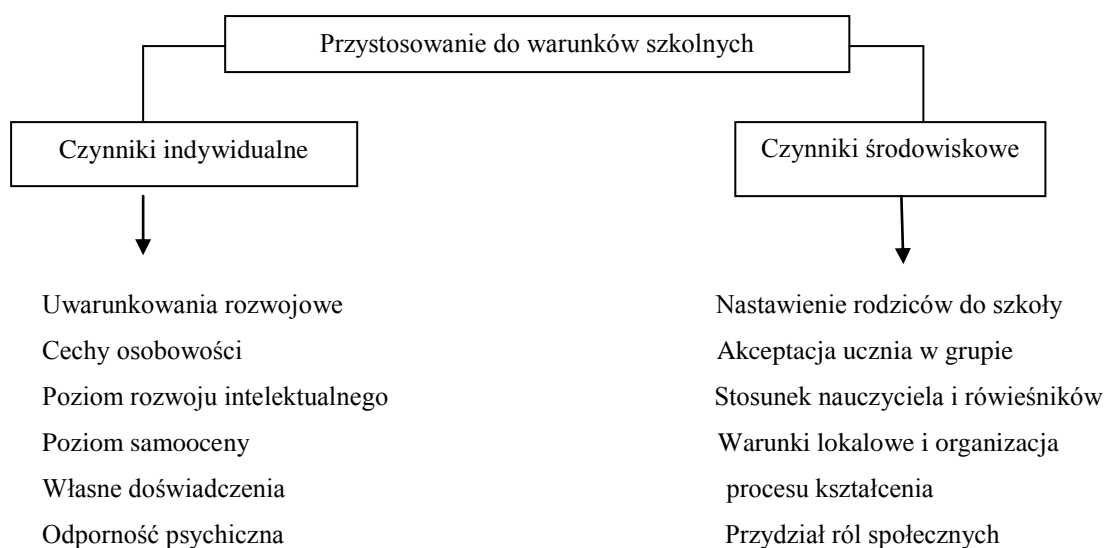 Przystosowanie do warunków szkolnych
Czynniki indywidualne
Uwarunkowania rozwojowe
Cechy osobowości
Poziom rozwoju intelektualnego
Poziom samooceny
Własne doświadczenia
Odporność psychiczna
Czynniki środowiskowe
Nastawienie rodziców do szkoły
Akceptacja ucznia w grupie
Stosunek nauczyciela i rówieśników
Warunki lokalowe i organizacja
procesu kształcenia
Przydział ról społecznych